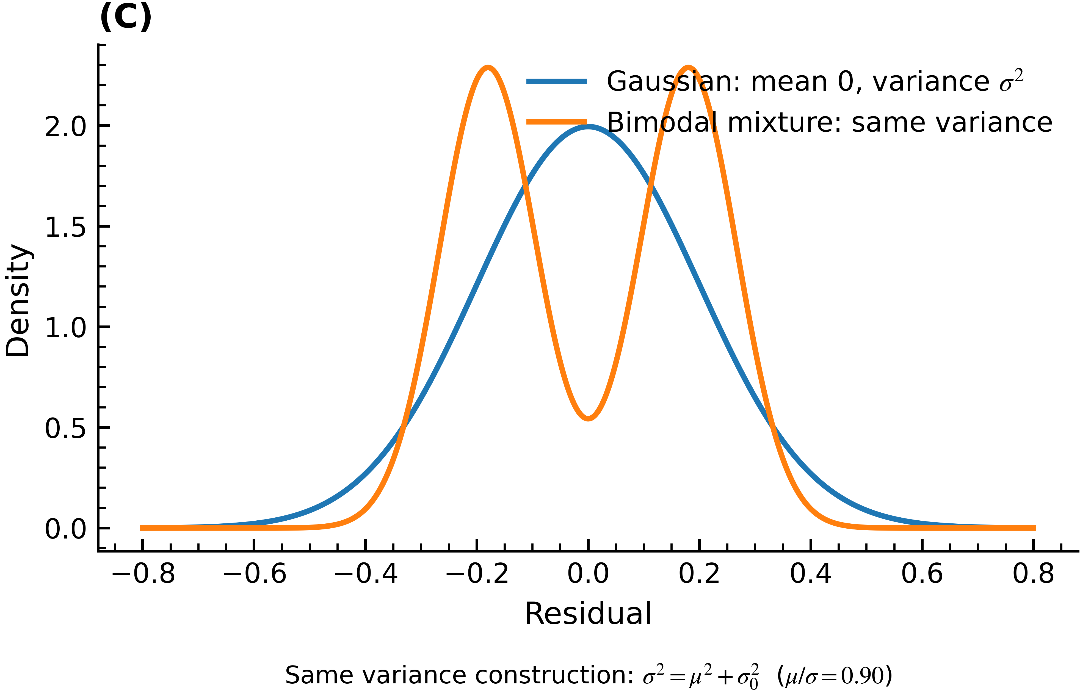 (C)
Gaussian: mean 0, variance σ²
Bimodal mixture: same variance
Density
2.0
1.5
1.0
0.5
0.0
−0.8 −0.6 −0.4 −0.2 0.0 0.2 0.4 0.6 0.8
Residual
Same variance construction: σ² = μ² + σ₀² (μ/σ = 0.90)